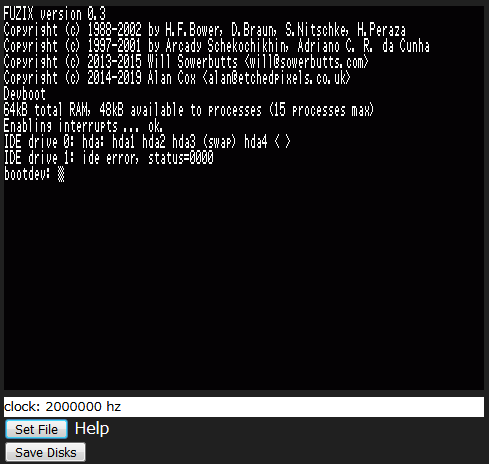 FUZIX version 0.3
Copyright (c) 1988-2002 by H.F.Bower, D.Braun, S.Nitschke, H.Peraza
Copyright (c) 1997-2001 by Arcady Schekochikhin, Adriano C. R. da Cunha
Copyright (c) 2013-2015 Will Sowerbutts <will@sowerbutts.com>
Copyright (c) 2014-2019 Alan Cox <alan@etchedpixels.co.uk>
Devboot
64kB total RAM, 48kB available to processes (15 processes max)
Enabling interrupts ... ok.
IDE drive 0: hda: hda1 hda2 hda3 (swap) hda4 < >
IDE drive 1: ide error, status=0000
bootdev:
clock: 2000000 hz
Set File Help
Save Disks